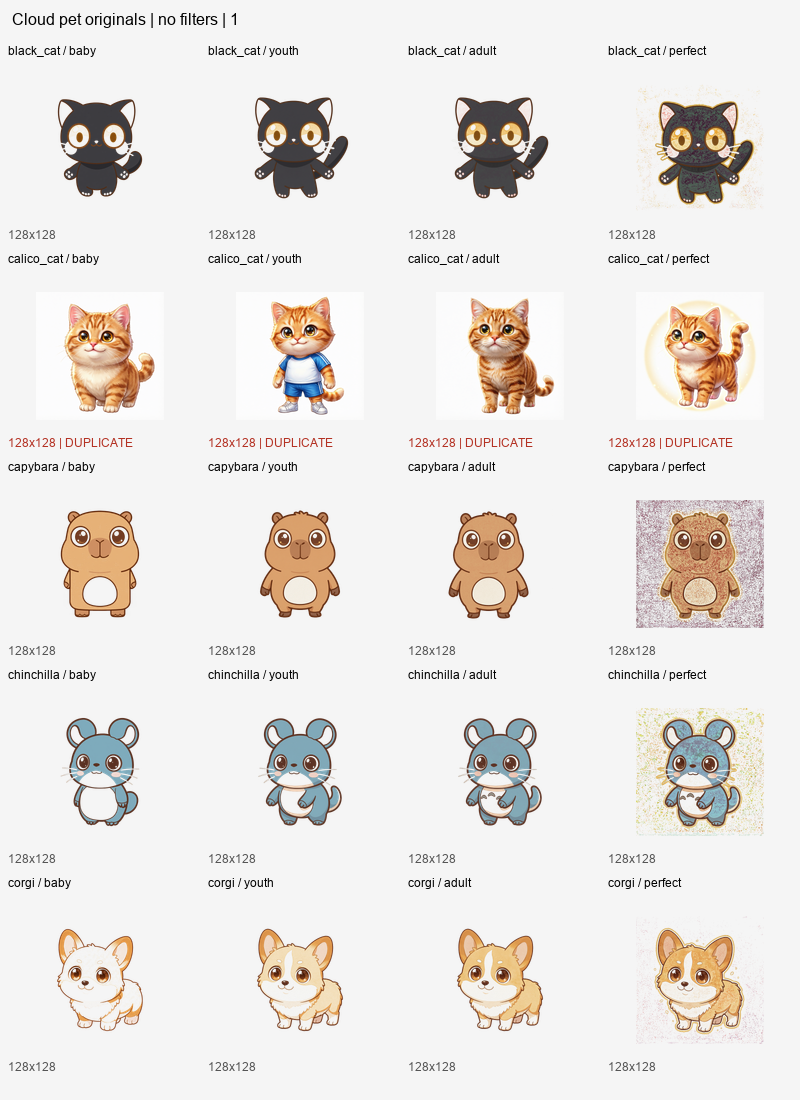 Cloud pet originals | no filters | 1
black_cat / baby black_cat / youth black_cat / adult black_cat / perfect
128x128 128x128 128x128 128x128
calico_cat / baby calico_cat / youth calico_cat / adult calico_cat / perfect
128x128 | DUPLICATE 128x128 | DUPLICATE 128x128 | DUPLICATE 128x128 | DUPLICATE
capybara / baby capybara / youth capybara / adult capybara / perfect
128x128 128x128 128x128 128x128
chinchilla / baby chinchilla / youth chinchilla / adult chinchilla / perfect
128x128 128x128 128x128 128x128
corgi / baby corgi / youth corgi / adult corgi / perfect
128x128 128x128 128x128 128x128